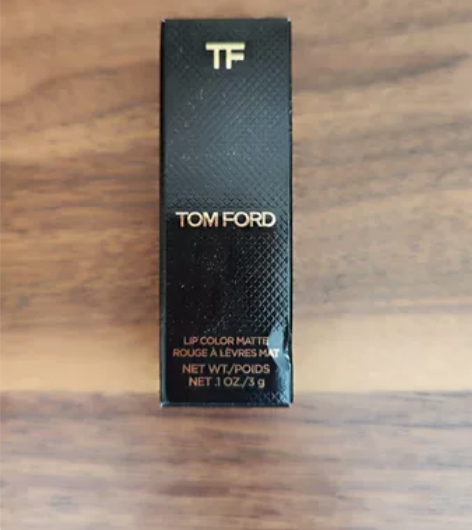 TF
TOM FORD
LIP COLOR MATTE
ROUGE À LÈVRES MAT
NET WT./POIDS
NET .1 OZ./3 g